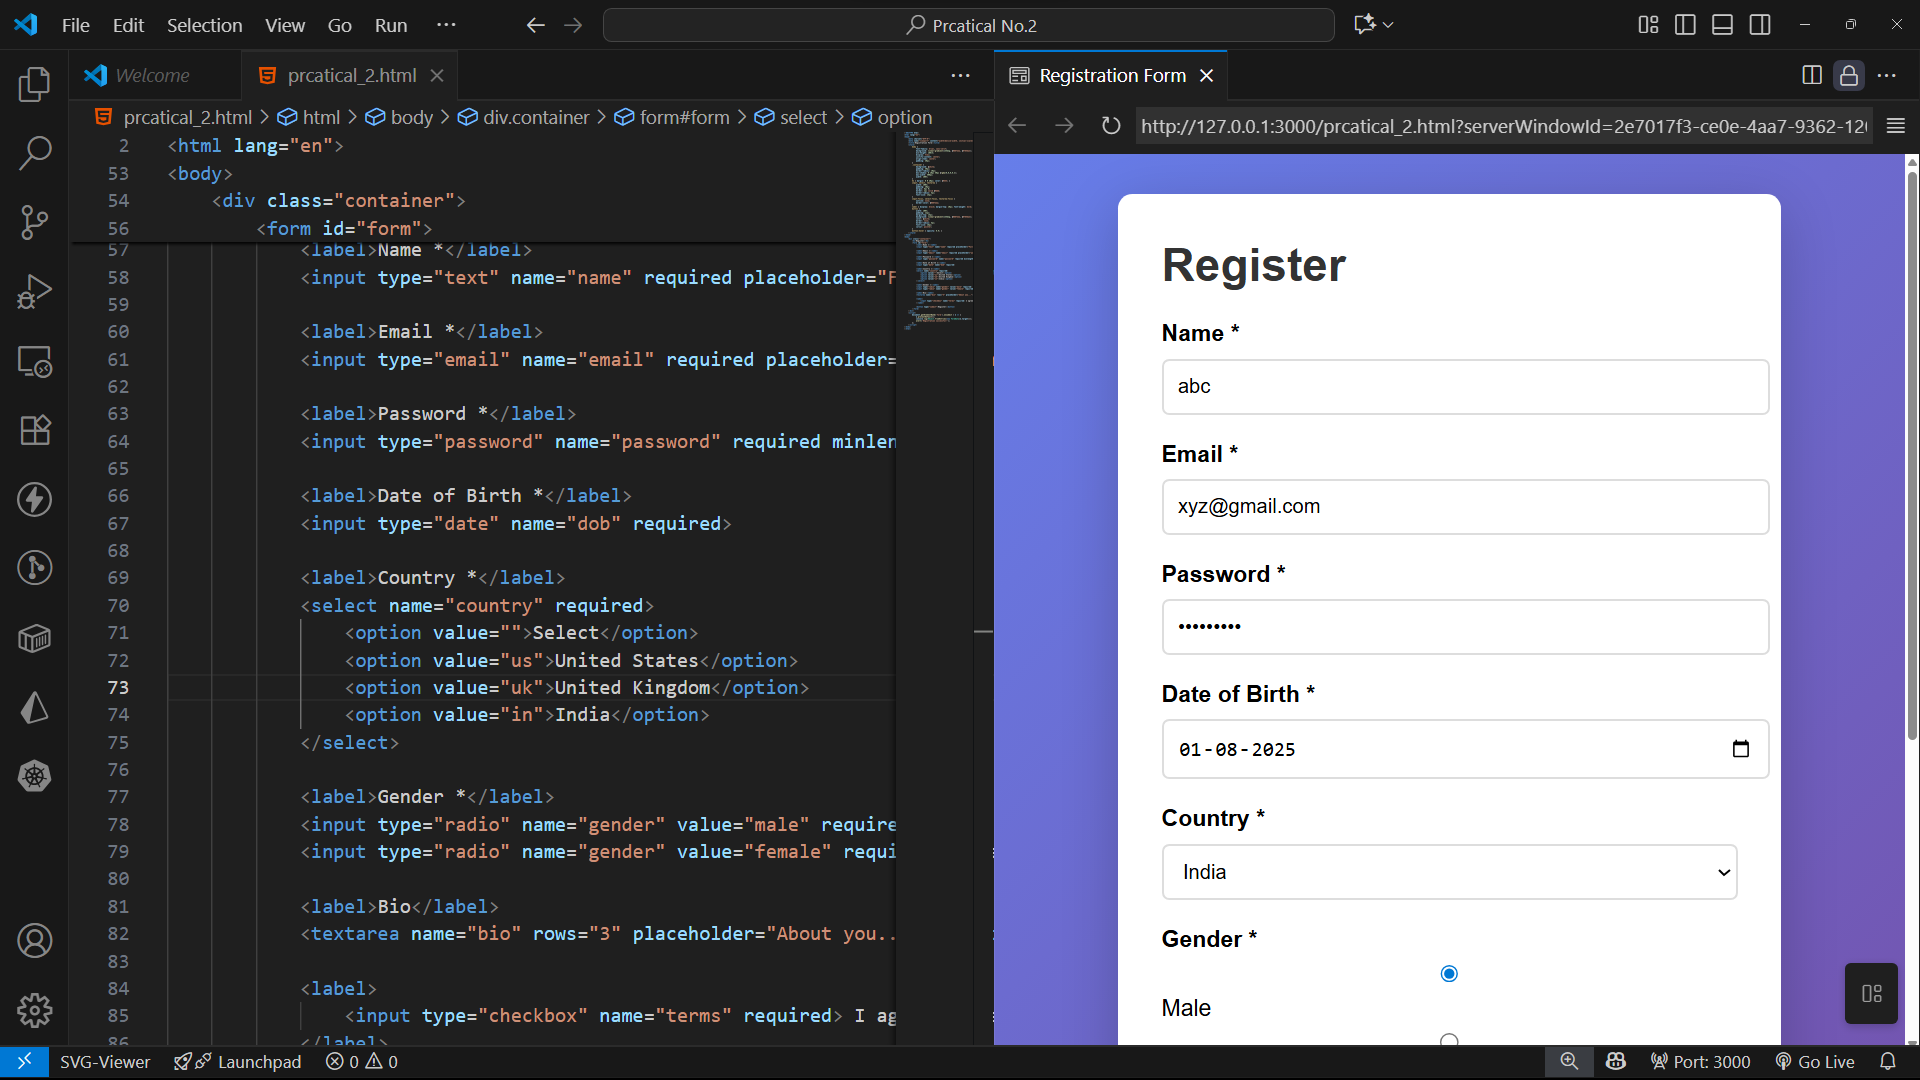 File Edit Selection View Go Run ...
Prcatical No.2
Welcome
prcatical_2.html
prcatical_2.html > html > body > div.container > form#form > select > option
2 <html lang="en">
53 <body>
54 <div class="container">
56 <form id="form">
57 <label>Name *</label>
58 <input type="text" name="name" required placeholder="F
59
60 <label>Email *</label>
61 <input type="email" name="email" required placeholder=
62
63 <label>Password *</label>
64 <input type="password" name="password" required minlen
65
66 <label>Date of Birth *</label>
67 <input type="date" name="dob" required>
68
69 <label>Country *</label>
70 <select name="country" required>
71 <option value="">Select</option>
72 <option value="us">United States</option>
73 <option value="uk">United Kingdom</option>
74 <option value="in">India</option>
75 </select>
76
77 <label>Gender *</label>
78 <input type="radio" name="gender" value="male" require
79 <input type="radio" name="gender" value="female" requi
80
81 <label>Bio</label>
82 <textarea name="bio" rows="3" placeholder="About you..
83
84 <label>
85 <input type="checkbox" name="terms" required> I ag
86 </label>
Registration Form
http://127.0.0.1:3000/prcatical_2.html?serverWindowId=2e7017f3-ce0e-4aa7-9362-12
Register
Name *
abc
Email *
xyz@gmail.com
Password *
•••••••••
Date of Birth *
01-08-2025
Country *
India
Gender *
Male
SVG-Viewer Launchpad 0 0 Port: 3000 Go Live